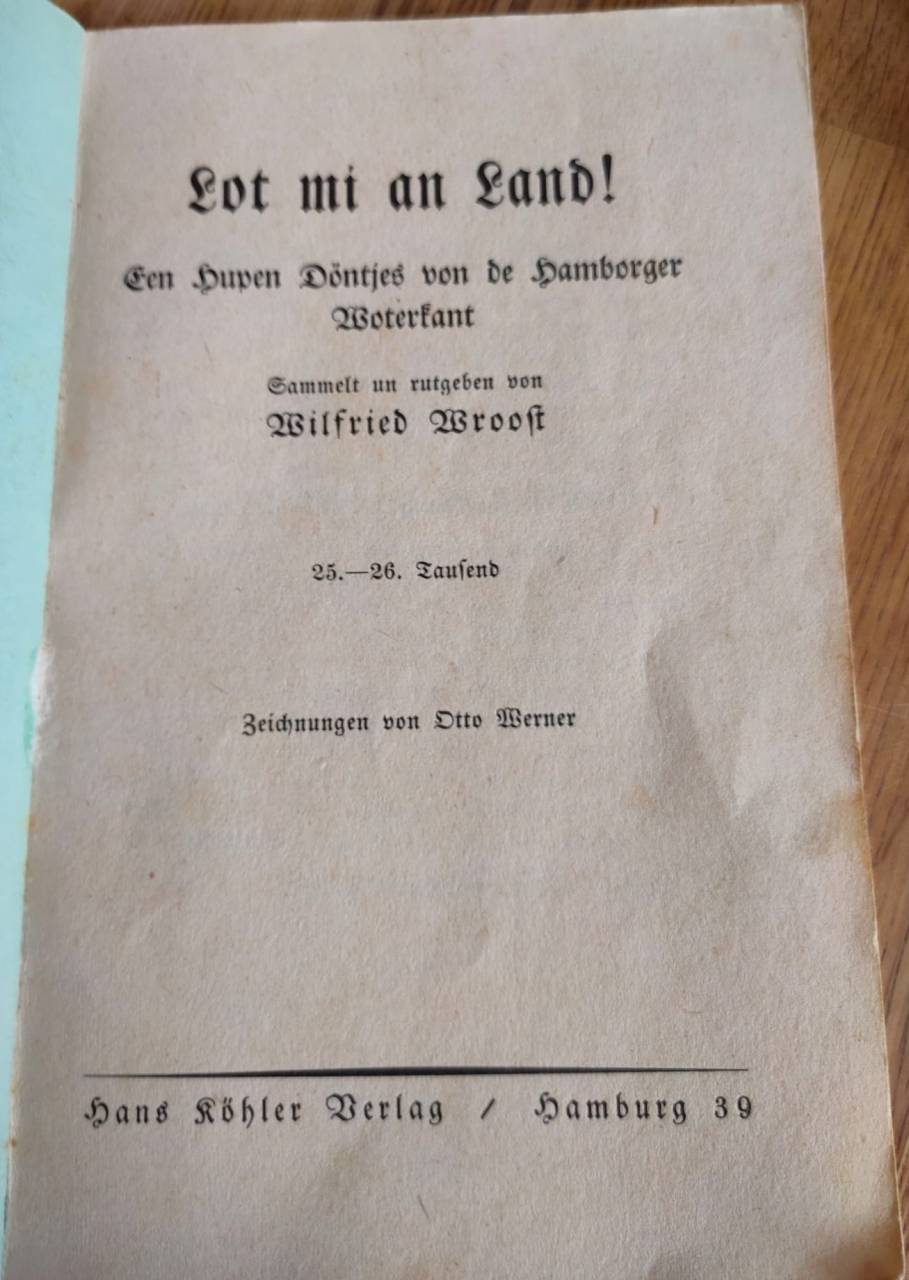 Lot mi an Land!
Een Hupen Döntjes von de Hamborger
Woterkant
Sammelt un rutgeben von
Wilfried Wrooſt
25.—26. Tauſend
Zeichnungen von Otto Werner
Hans Köhler Verlag / Hamburg 39